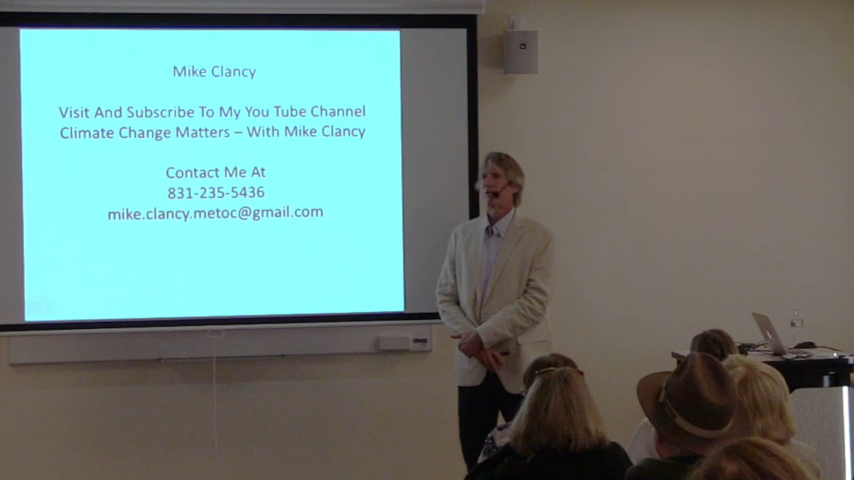 Mike Clancy
Visit And Subscribe To My You Tube Channel
Climate Change Matters – With Mike Clancy
Contact Me At
831-235-5436
mike.clancy.metoc@gmail.com